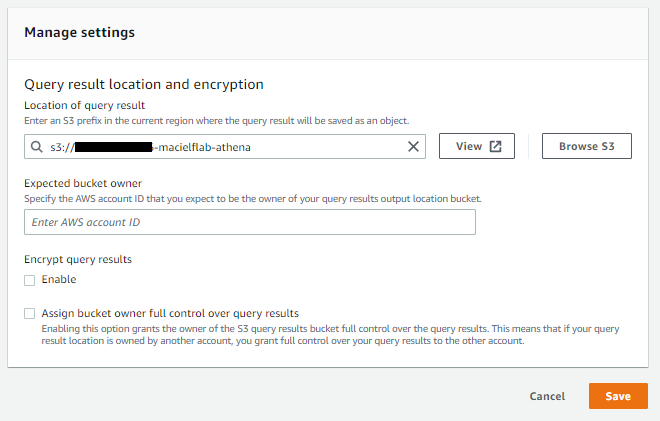 Manage settings
Query result location and encryption
Location of query result
Enter an S3 prefix in the current region where the query result will be saved as an object.
s3:// -macielflab-athena
View
Browse S3
Expected bucket owner
Specify the AWS account ID that you expect to be the owner of your query results output location bucket.
Enter AWS account ID
Encrypt query results
Enable
Assign bucket owner full control over query results
Enabling this option grants the owner of the S3 query results bucket full control over the query results. This means that if your query
result location is owned by another account, you grant full control over your query results to the other account.
Cancel
Save